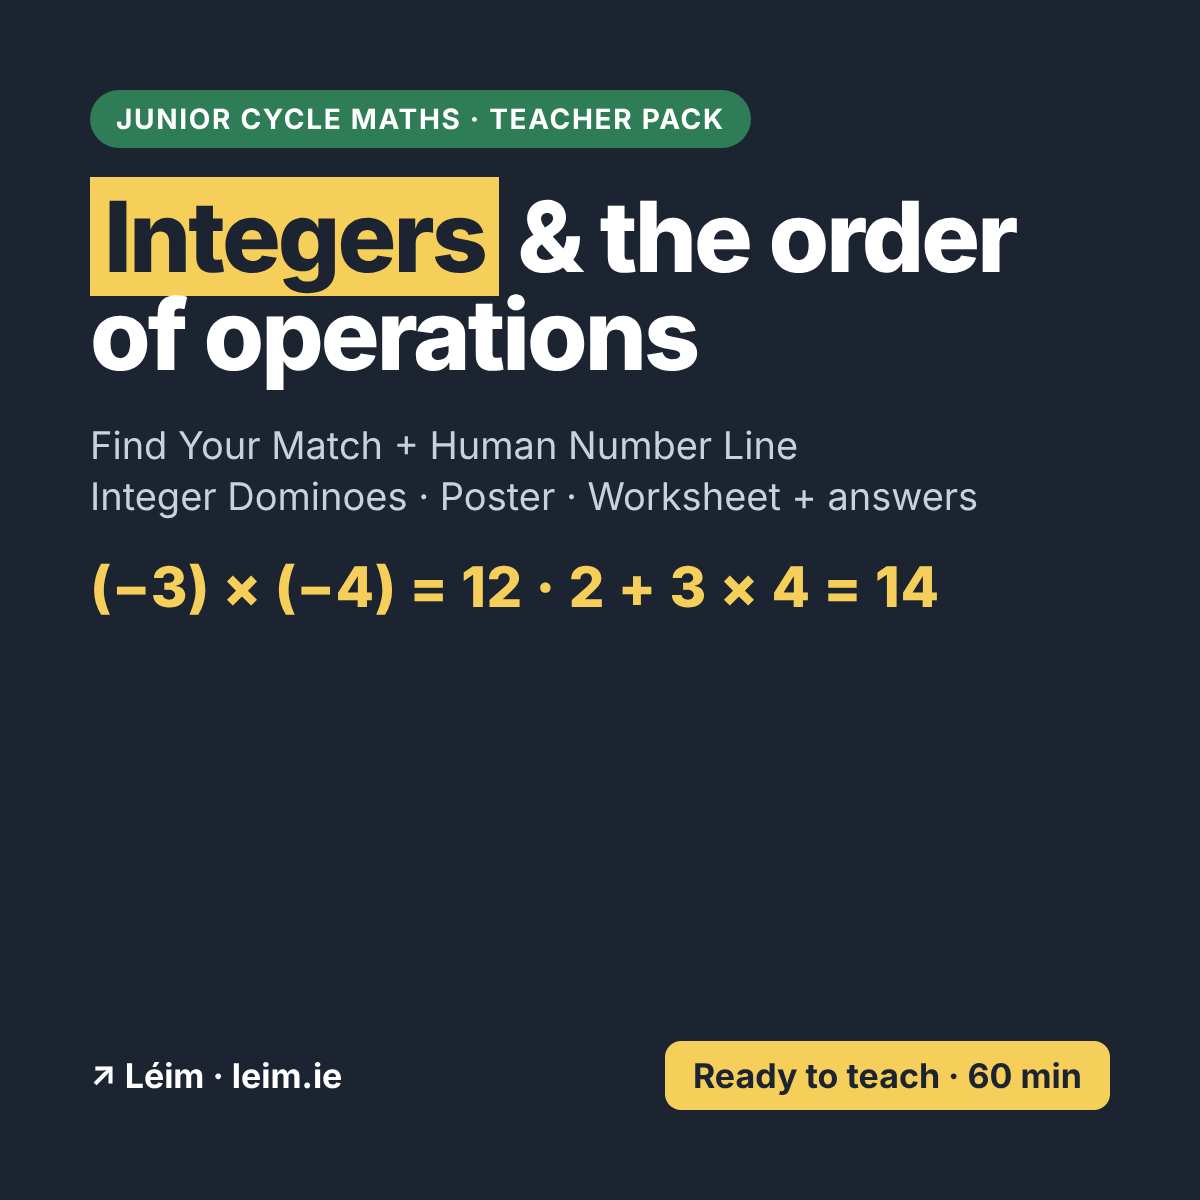 JUNIOR CYCLE MATHS · TEACHER PACK
Integers & the order
of operations
Find Your Match + Human Number Line
Integer Dominoes · Poster · Worksheet + answers
(−3) × (−4) = 12 · 2 + 3 × 4 = 14
↗ Léim · leim.ie
Ready to teach · 60 min